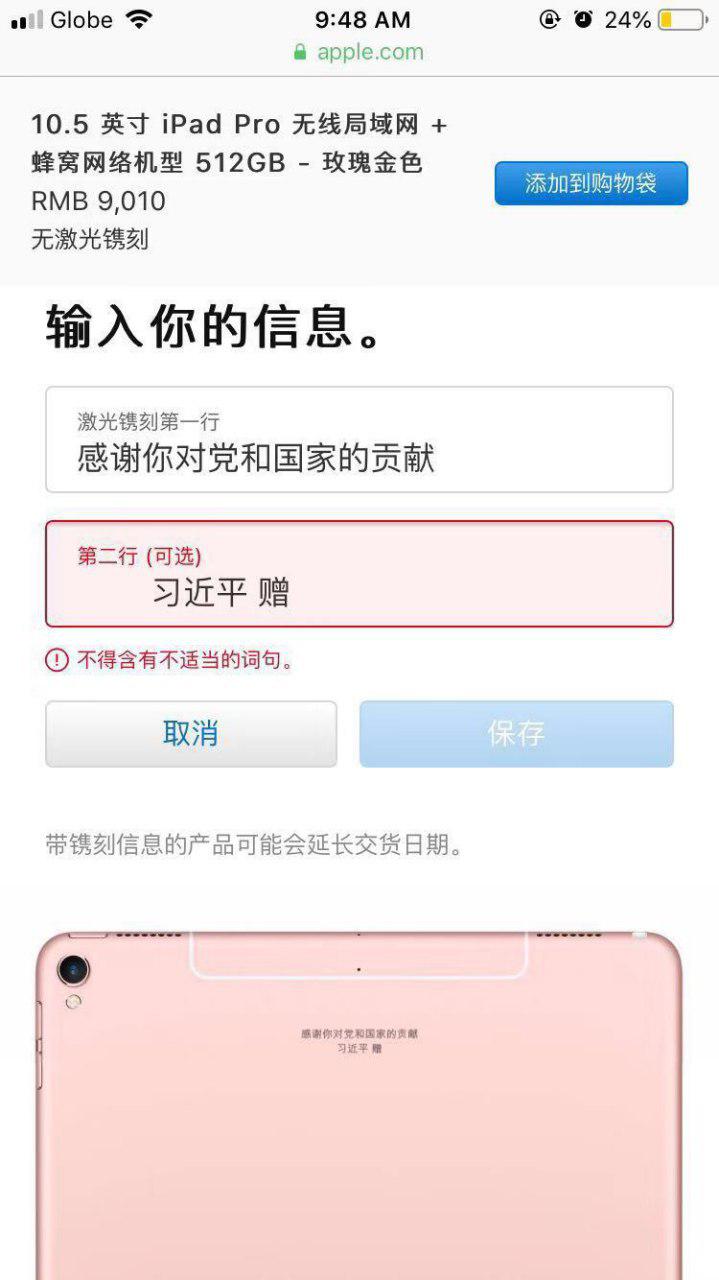 Globe
9:48 AM
24%
apple.com
10.5 英寸 iPad Pro 无线局域网 +
蜂窝网络机型 512GB - 玫瑰金色
RMB 9,010
无激光镌刻
添加到购物袋
输入你的信息。
激光镌刻第一行
感谢你对党和国家的贡献
第二行 (可选)
习近平 赠
不得含有不适当的词句。
取消
保存
带镌刻信息的产品可能会延长交货日期。
感谢你对党和国家的贡献
习近平 赠